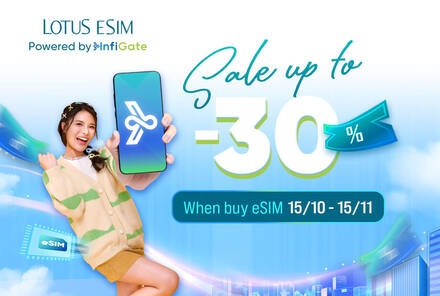 LOTUS ESIM
Powered by InfiGate
Sale up to
-30%
When buy eSIM 15/10 - 15/11
eSIM